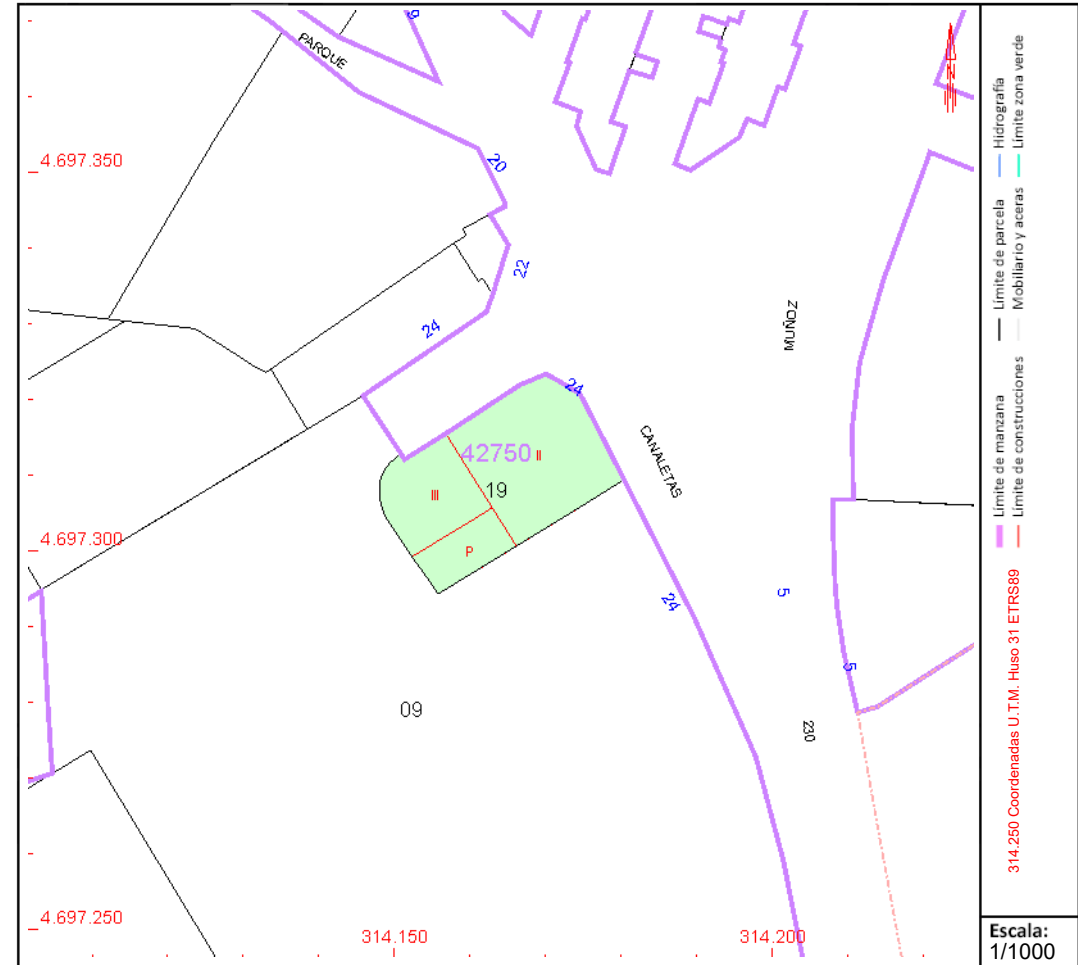 9
PARQUE
4.697.350
20
22
24
24
ZOÑUM
42750
II
III
19
P
CANALETAS
4.697.300
24
5
5
09
230
4.697.250
314.150
314.200
N
Hidrografía
Límite zona verde
Límite de parcela
Mobiliario y aceras
Límite de manzana
Límite de construcciones
314.250 Coordenadas U.T.M. Huso 31 ETRS89
Escala:
1/1000